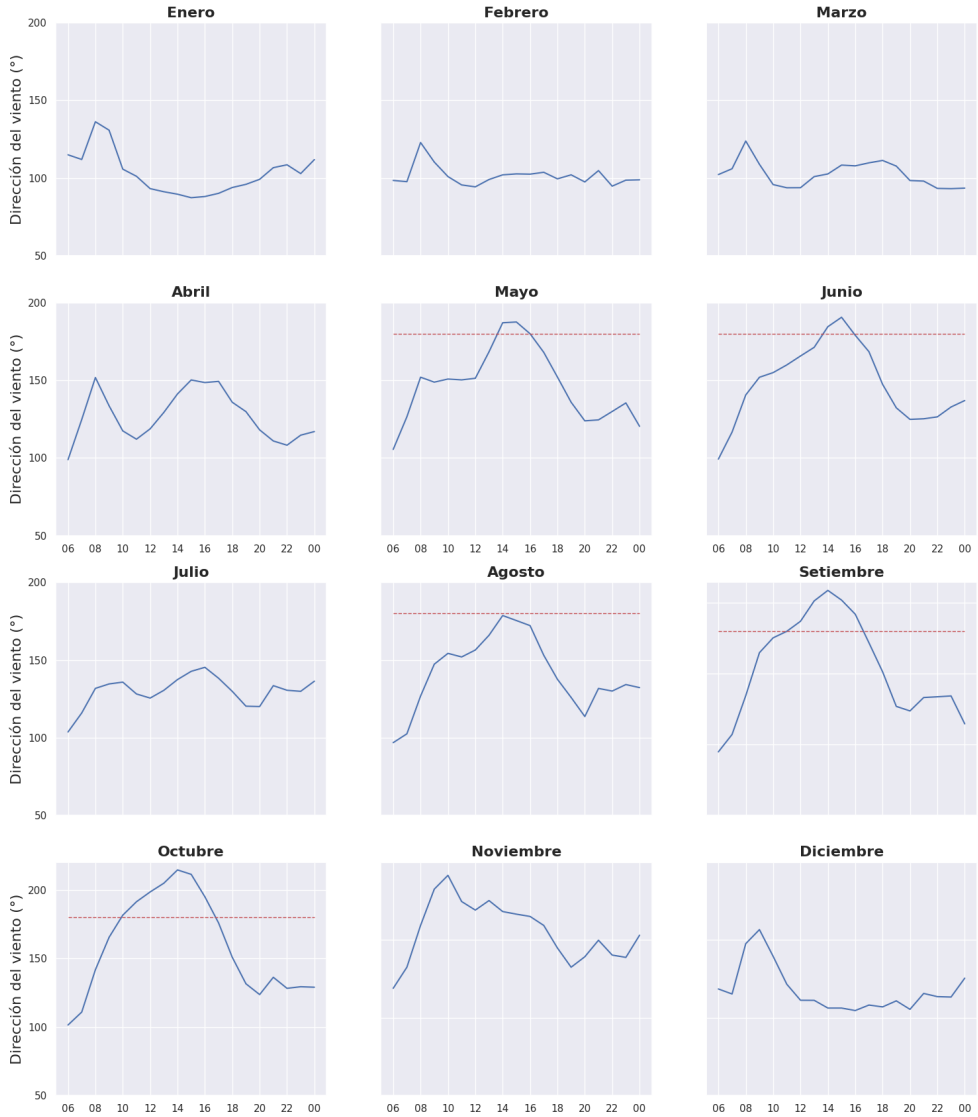 Enero Febrero Marzo
200
150
100
50
Dirección del viento (°)
Abril Mayo Junio
200
150
100
50
Dirección del viento (°)
06 08 10 12 14 16 18 20 22 00 06 08 10 12 14 16 18 20 22 00 06 08 10 12 14 16 18 20 22 00
Julio Agosto Setiembre
200
150
100
50
Dirección del viento (°)
Octubre Noviembre Diciembre
200
150
100
50
Dirección del viento (°)
06 08 10 12 14 16 18 20 22 00 06 08 10 12 14 16 18 20 22 00 06 08 10 12 14 16 18 20 22 00